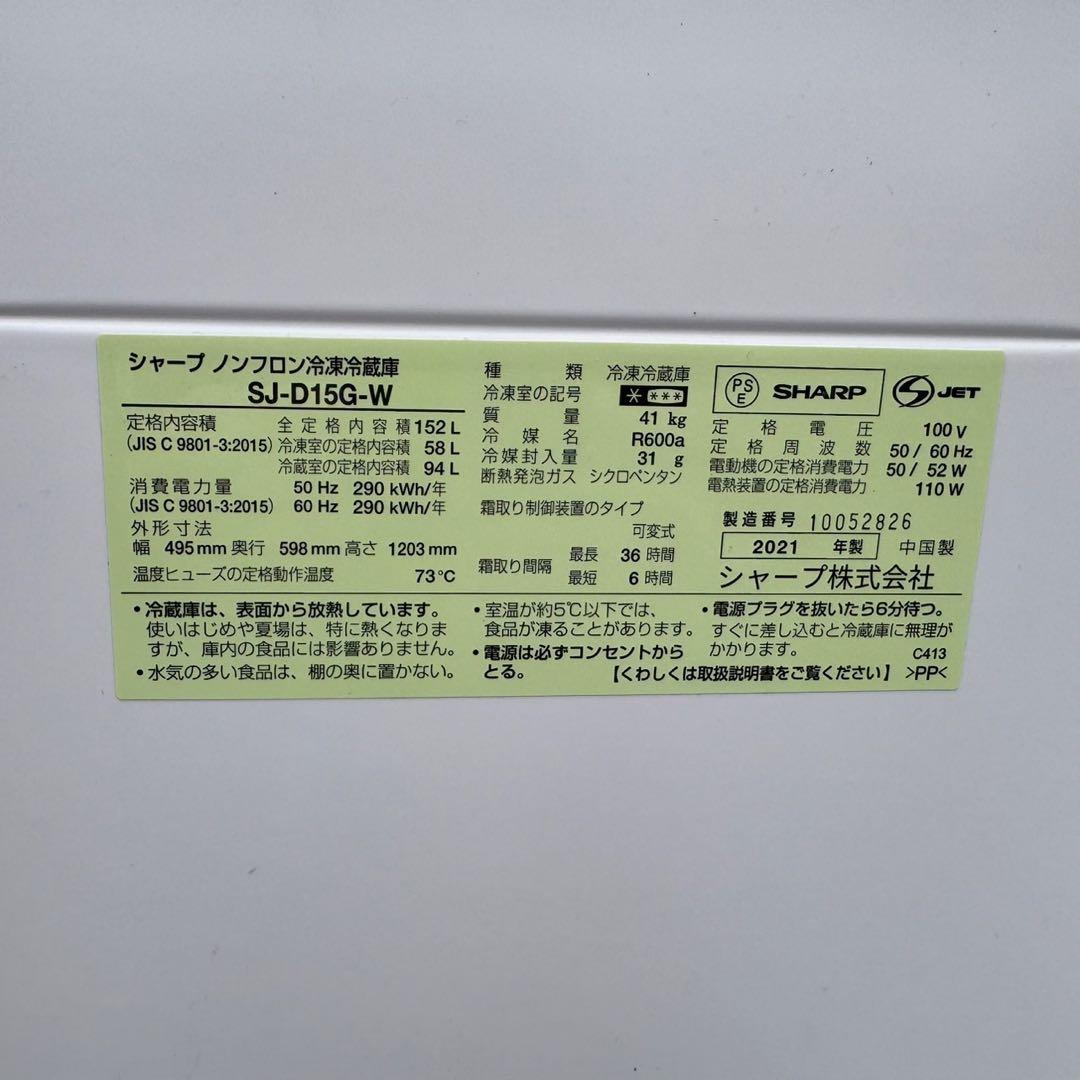 シャープ ノンフロン冷凍冷蔵庫
SJ-D15G-W
定格内容積
(JIS C 9801-3:2015)
全定格内容積 152 L
冷凍室の定格内容積 58 L
冷蔵室の定格内容積 94 L
消費電力量
(JIS C 9801-3:2015)
50 Hz 290 kWh/年
60 Hz 290 kWh/年
外形寸法
幅 495 mm 奥行 598 mm 高さ 1203 mm
温度ヒューズの定格動作温度 73℃
種類 冷凍冷蔵庫
冷凍室の記号 * ***
質量 41 kg
冷媒名 R600a
冷媒封入量 31 g
断熱発泡ガス シクロペンタン
霜取り制御装置のタイプ
可変式
霜取り間隔
最長 36 時間
最短 6 時間
PSE SHARP
S JET
定格電圧 100 V
定格周波数 50 / 60 Hz
電動機の定格消費電力 50 / 52 W
電熱装置の定格消費電力 110 W
製造番号 10052826
2021 年製 中国製
シャープ株式会社
・冷蔵庫は、表面から放熱しています。
使いはじめや夏場は、特に熱くなりま
すが、庫内の食品には影響ありません。
・水気の多い食品は、棚の奥に置かない。
・室温が約5℃以下では、
食品が凍ることがあります。
・電源は必ずコンセントから
とる。
・電源プラグを抜いたら6分待つ。
すぐに差し込むと冷蔵庫に無理が
かかります。 C413
【くわしくは取扱説明書をご覧ください】 >PP<